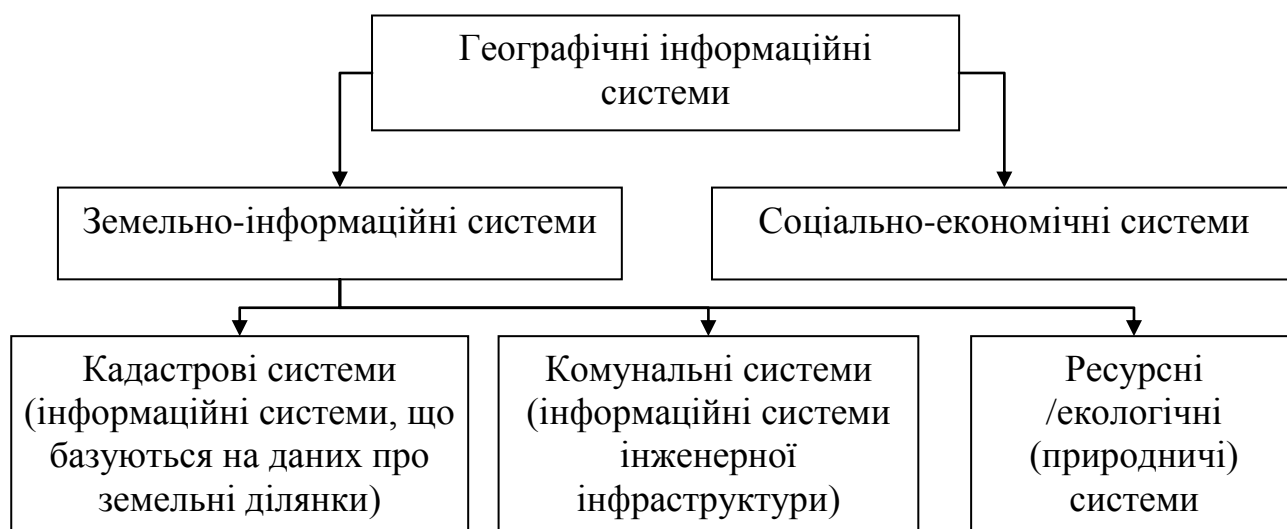 Географічні інформаційні
системи
Земельно-інформаційні системи
Соціально-економічні системи
Кадастрові системи
(інформаційні системи, що
базуються на даних про
земельні ділянки)
Комунальні системи
(інформаційні системи
інженерної
інфраструктури)
Ресурсні
/екологічні
(природничі)
системи